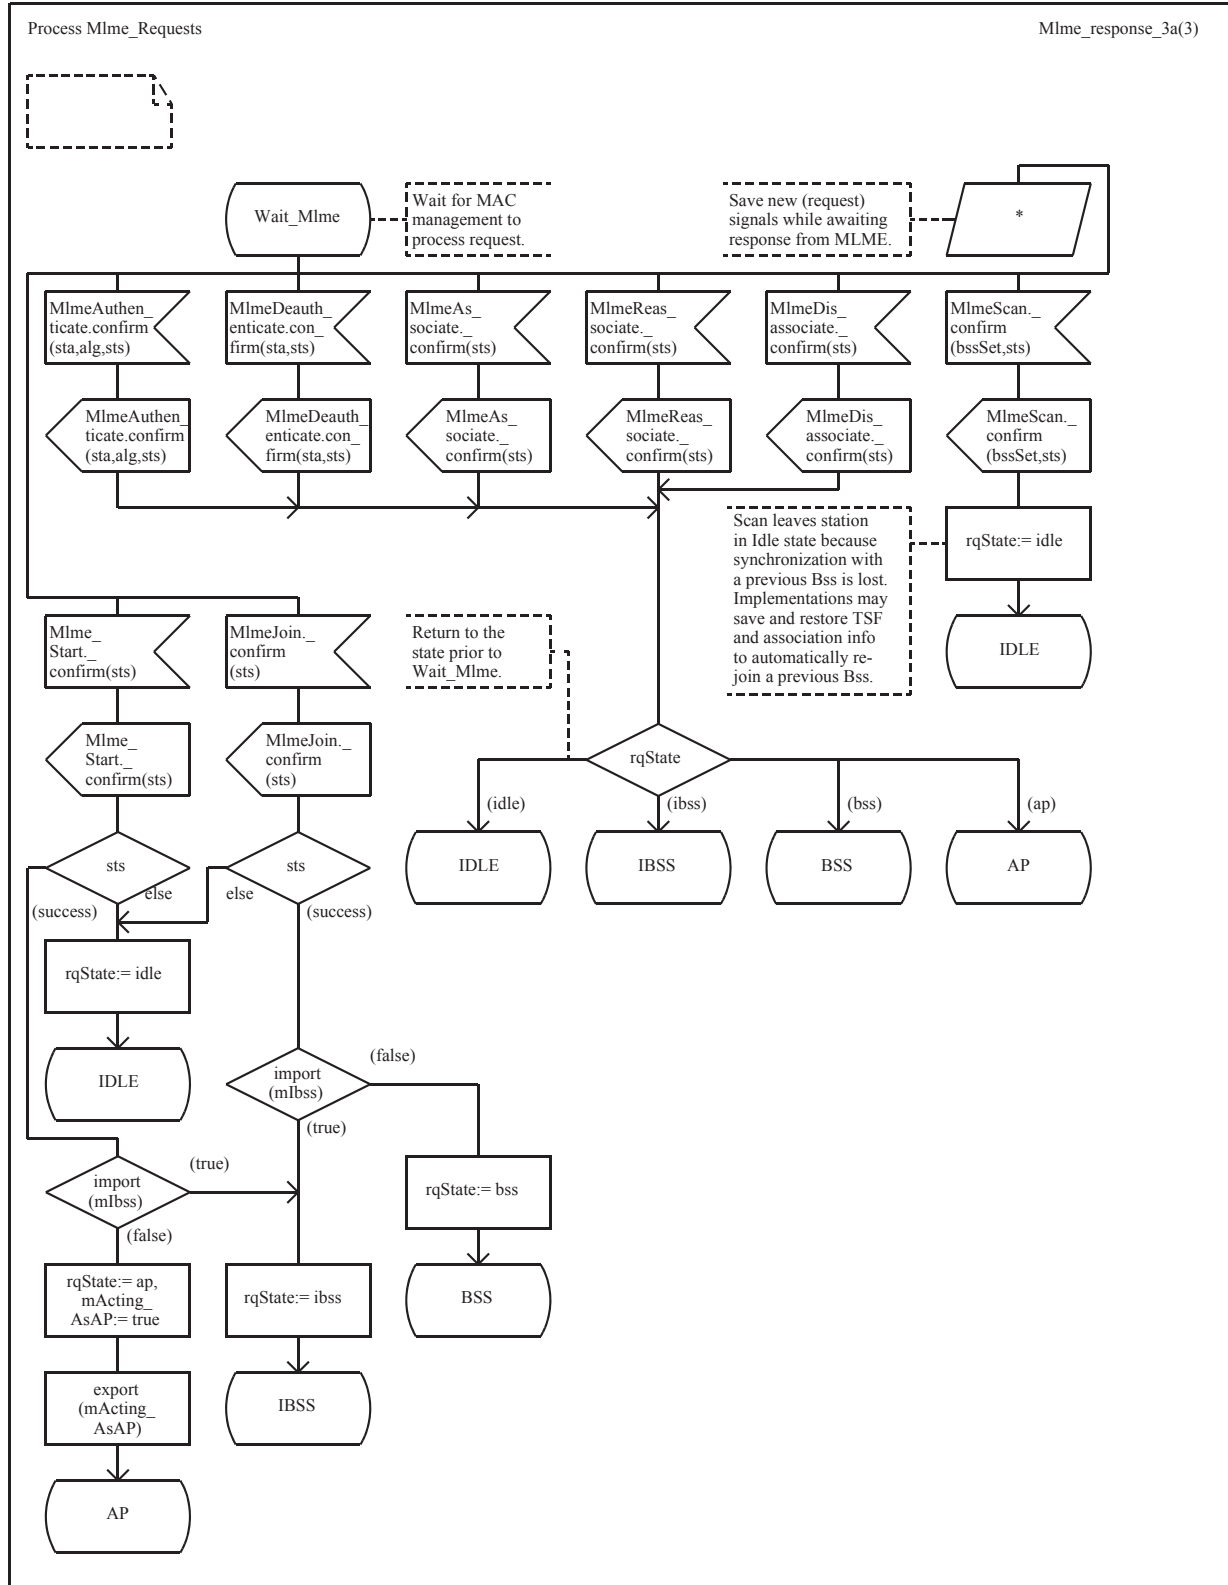 Process Mlme_Requests
Mlme_response_3a(3)
Wait_Mlme
Wait for MAC
management to
process request.
Save new (request)
signals while awaiting
response from MLME.
*
MlmeAuthen_
ticate.confirm
(sta,alg,sts)
MlmeDeauth_
enticate.con_
firm(sta,sts)
MlmeAs_
sociate._
confirm(sts)
MlmeReas_
sociate._
confirm(sts)
MlmeDis_
associate._
confirm(sts)
MlmeScan._
confirm
(bssSet,sts)
MlmeAuthen_
ticate.confirm
(sta,alg,sts)
MlmeDeauth_
enticate.con_
firm(sta,sts)
MlmeAs_
sociate._
confirm(sts)
MlmeReas_
sociate._
confirm(sts)
MlmeDis_
associate._
confirm(sts)
MlmeScan._
confirm
(bssSet,sts)
Scan leaves station
in Idle state because
synchronization with
a previous Bss is lost.
Implementations may
save and restore TSF
and association info
to automatically re-
join a previous Bss.
rqState:= idle
IDLE
Mlme_
Start._
confirm(sts)
MlmeJoin._
confirm
(sts)
Return to the
state prior to
Wait_Mlme.
Mlme_
Start._
confirm(sts)
MlmeJoin._
confirm
(sts)
rqState
(idle)
(ibss)
(bss)
(ap)
IDLE
IBSS
BSS
AP
sts
sts
else
else
(success)
(success)
rqState:= idle
IDLE
import
(mIbss)
(false)
(true)
import
(mIbss)
(true)
(false)
rqState:= bss
BSS
rqState:= ap,
mActing_
AsAP:= true
rqState:= ibss
export
(mActing_
AsAP)
IBSS
AP